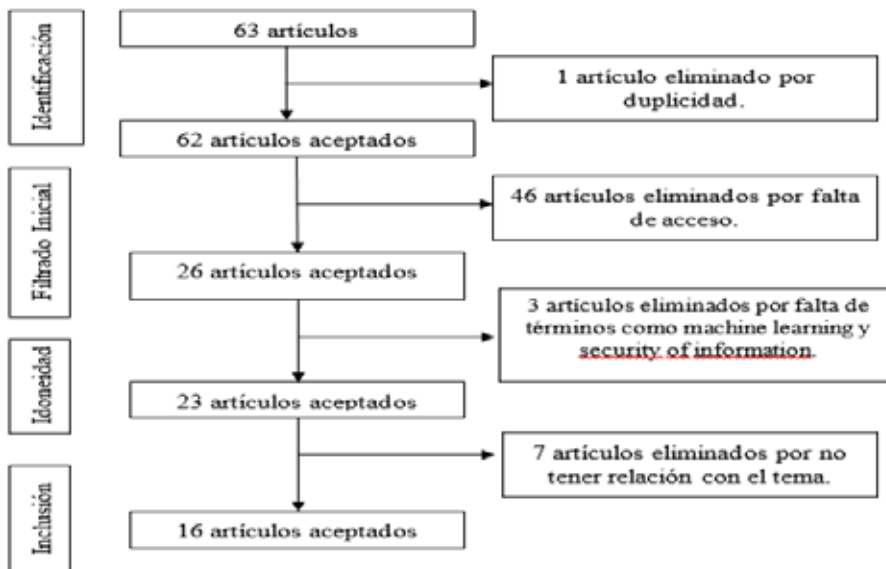 Identificación
63 artículos
1 artículo eliminado por
duplicidad.
62 artículos aceptados
Filtrado Inicial
46 artículos eliminados por falta
de acceso.
26 artículos aceptados
3 artículos eliminados por falta de
términos como machine learning y
security of information.
Idoneidad
23 artículos aceptados
7 artículos eliminados por no
tener relación con el tema.
Inclusión
16 artículos aceptados